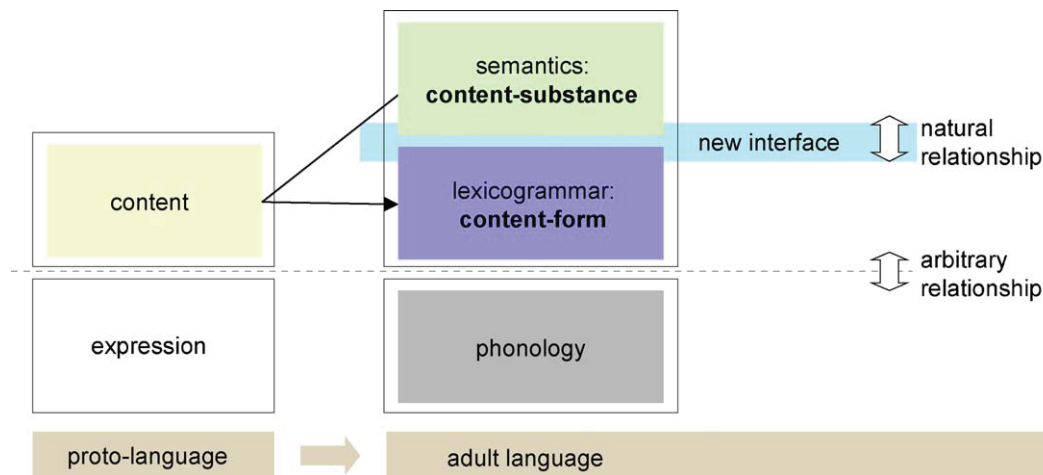 semantics:
content-substance
new interface
natural
relationship
content
lexicogrammar:
content-form
arbitrary
relationship
expression
phonology
proto-language
adult language